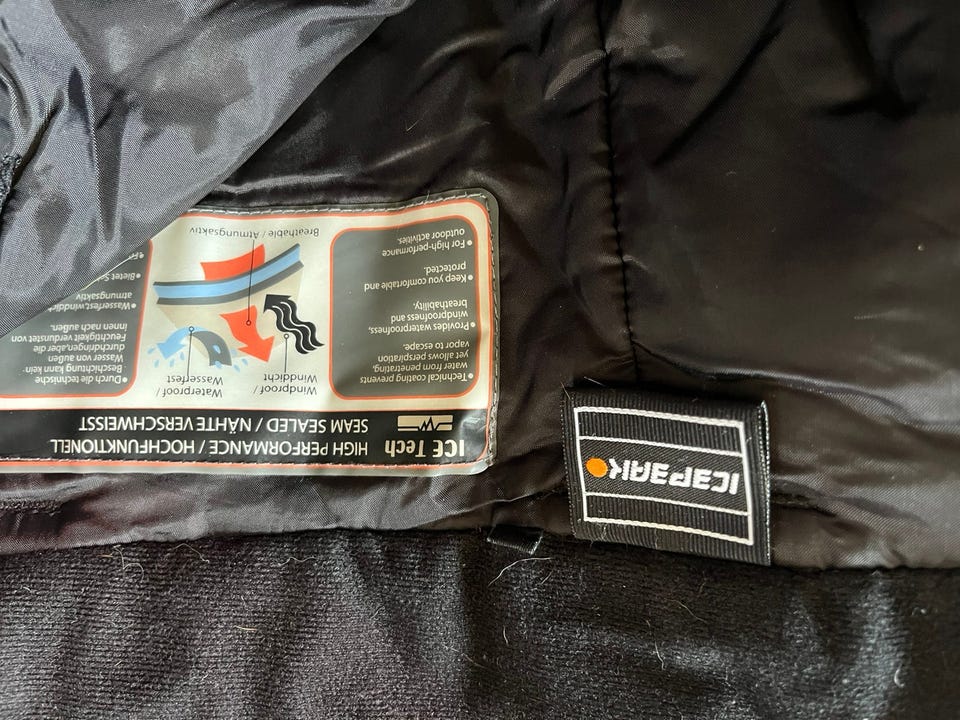 ICEPEAK
ICE Tech
HIGH PERFORMANCE / HOCHFUNKTIONELL
SEAM SEALED / NÄHTE VERSCHWEISST
• Technical coating prevents
water from penetrating,
yet allows perspiration
vapor to escape.
• Provides waterproofness,
windproofness and
breathability.
• Keep you comfortable and
protected.
• For high-performance
outdoor activities.
Windproof /
Winddicht
Waterproof /
Wasserfest
Breathable / Atmungsaktiv
• Durch die technische
Beschichtung kann kein
Wasser von außen
durchdringen, die aber
Feuchtigkeit verdunstet von
innen nach außen.
• Wasserfest, winddich
atmungsaktiv
• Bietet